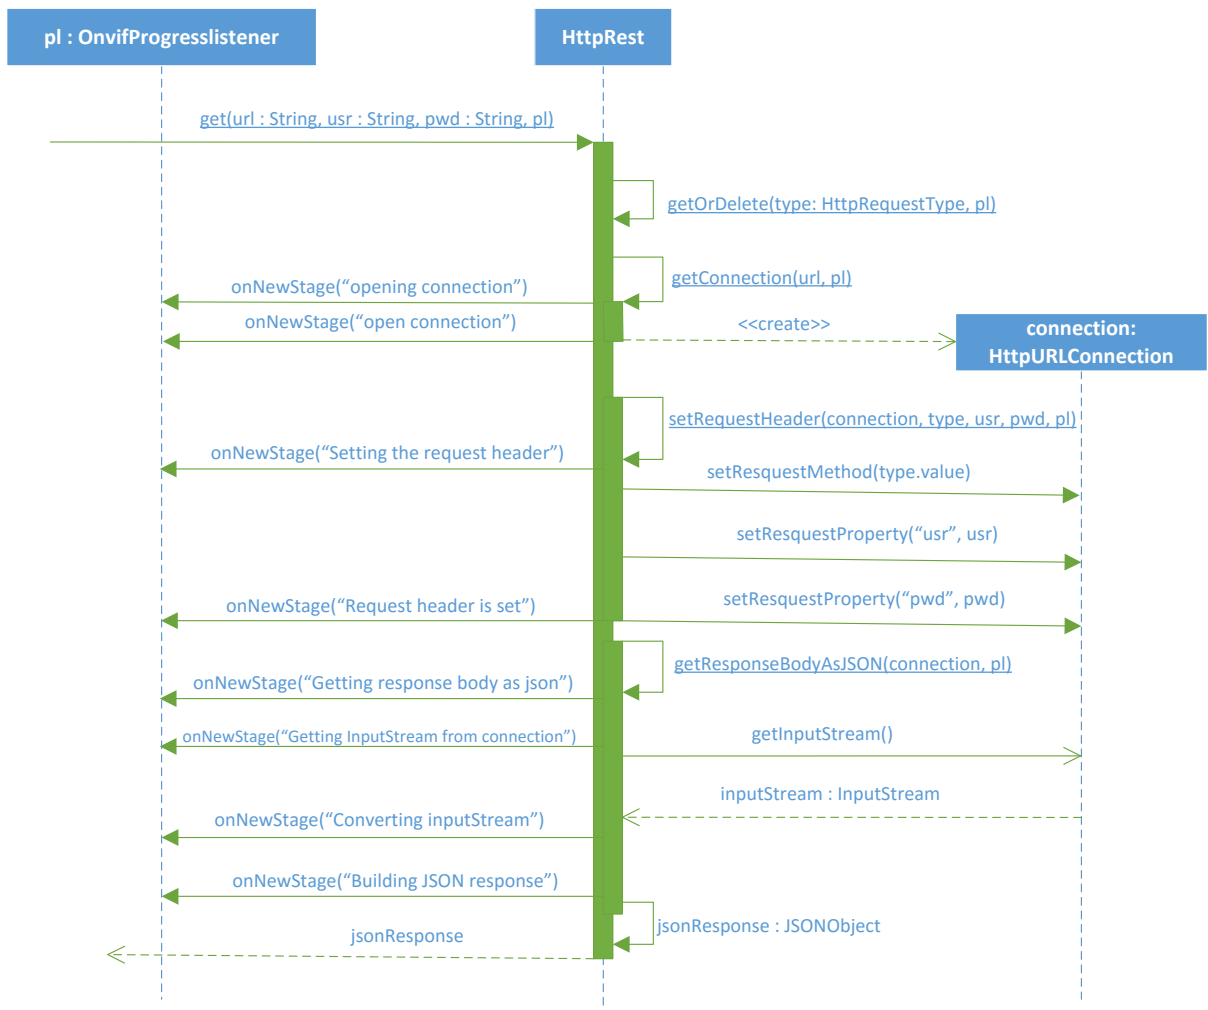 pl : OnvifProgresslistener
HttpRest
get(url : String, usr : String, pwd : String, pl)
getOrDelete(type: HttpRequestType, pl)
getConnection(url, pl)
onNewStage(“opening connection”)
onNewStage(“open connection”)
<<create>>
connection:
HttpURLConnection
setRequestHeader(connection, type, usr, pwd, pl)
onNewStage(“Setting the request header”)
setResquestMethod(type.value)
setResquestProperty(“usr”, usr)
onNewStage(“Request header is set”)
setResquestProperty(“pwd”, pwd)
getResponseBodyAsJSON(connection, pl)
onNewStage(“Getting response body as json”)
onNewStage(“Getting InputStream from connection”)
getInputStream()
inputStream : InputStream
onNewStage(“Converting inputStream”)
onNewStage(“Building JSON response”)
jsonResponse : JSONObject
jsonResponse